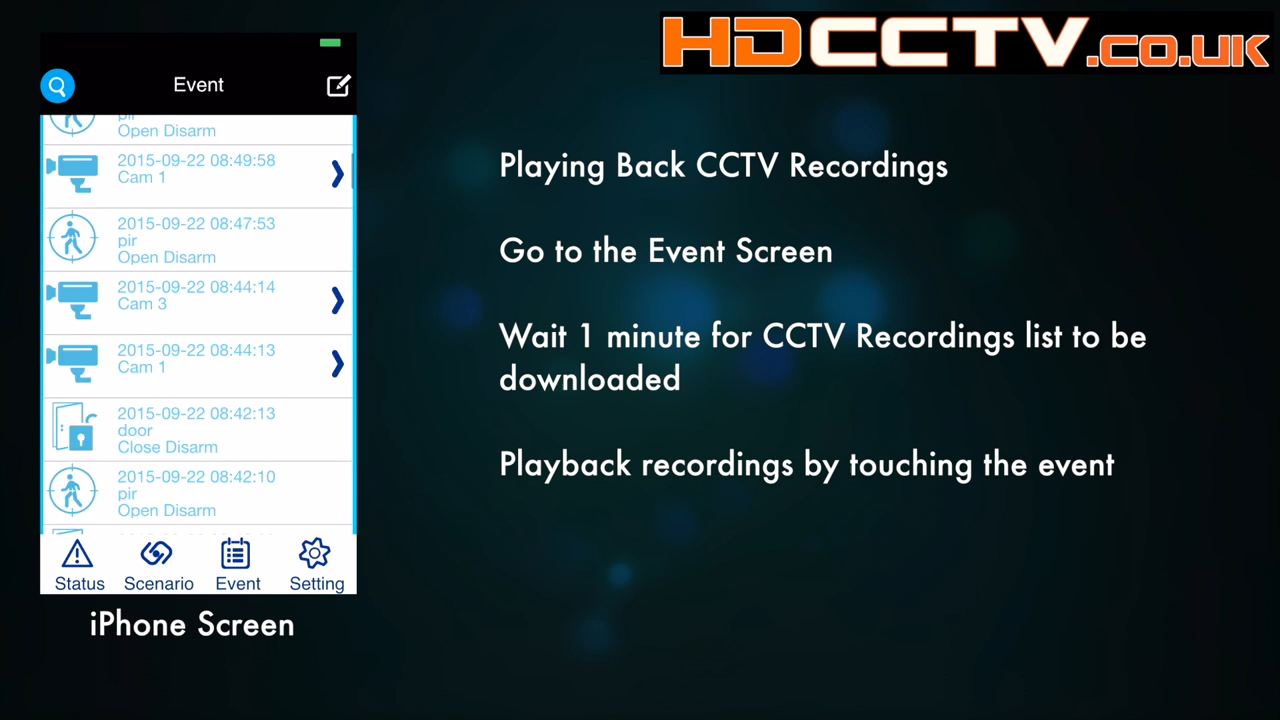 HDCCTV.co.uk
Event
pir
Open Disarm
2015-09-22 08:49:58
Cam 1
2015-09-22 08:47:53
pir
Open Disarm
2015-09-22 08:44:14
Cam 3
2015-09-22 08:44:13
Cam 1
2015-09-22 08:42:13
door
Close Disarm
2015-09-22 08:42:10
pir
Open Disarm
Status Scenario Event Setting
iPhone Screen
Playing Back CCTV Recordings
Go to the Event Screen
Wait 1 minute for CCTV Recordings list to be
downloaded
Playback recordings by touching the event